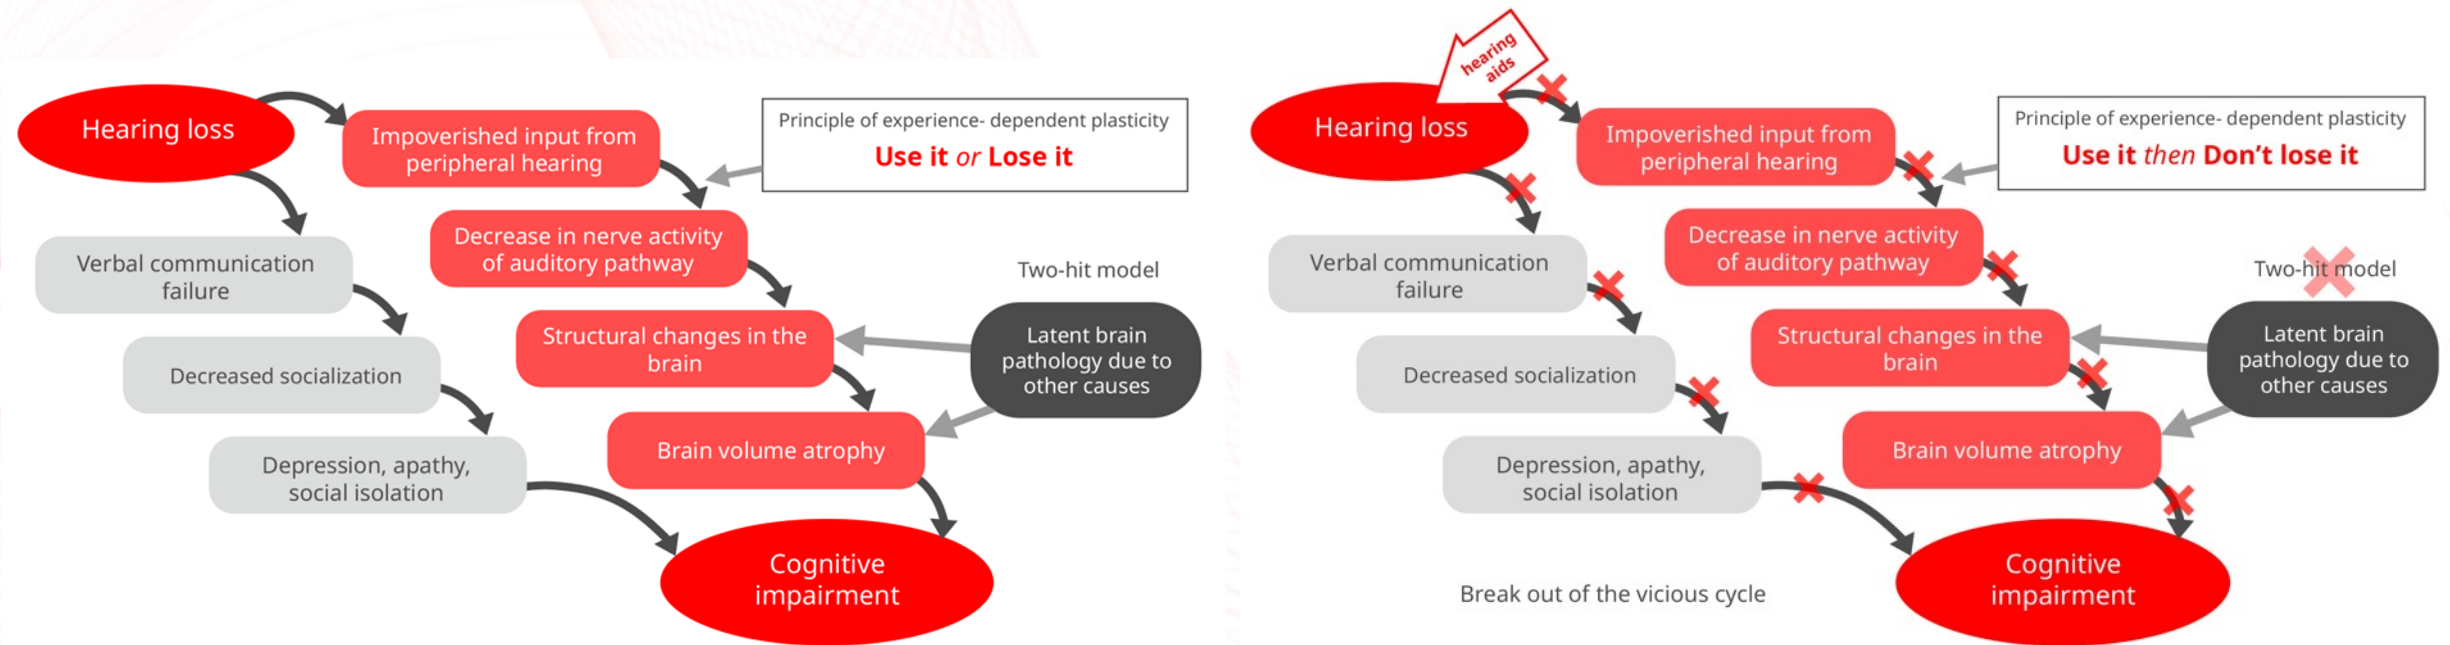 Hearing loss
Impoverished input from
peripheral hearing
Principle of experience- dependent plasticity
Use it or Lose it
Decrease in nerve activity
of auditory pathway
Verbal communication
failure
Two-hit model
Structural changes in the
brain
Latent brain
pathology due to
other causes
Decreased socialization
Brain volume atrophy
Depression, apathy,
social isolation
Cognitive
impairment
hearing
aids
Hearing loss
Impoverished input from
peripheral hearing
Principle of experience- dependent plasticity
Use it then Don’t lose it
Decrease in nerve activity
of auditory pathway
Verbal communication
failure
Two-hit model
Structural changes in the
brain
Latent brain
pathology due to
other causes
Decreased socialization
Brain volume atrophy
Depression, apathy,
social isolation
Cognitive
impairment
Break out of the vicious cycle